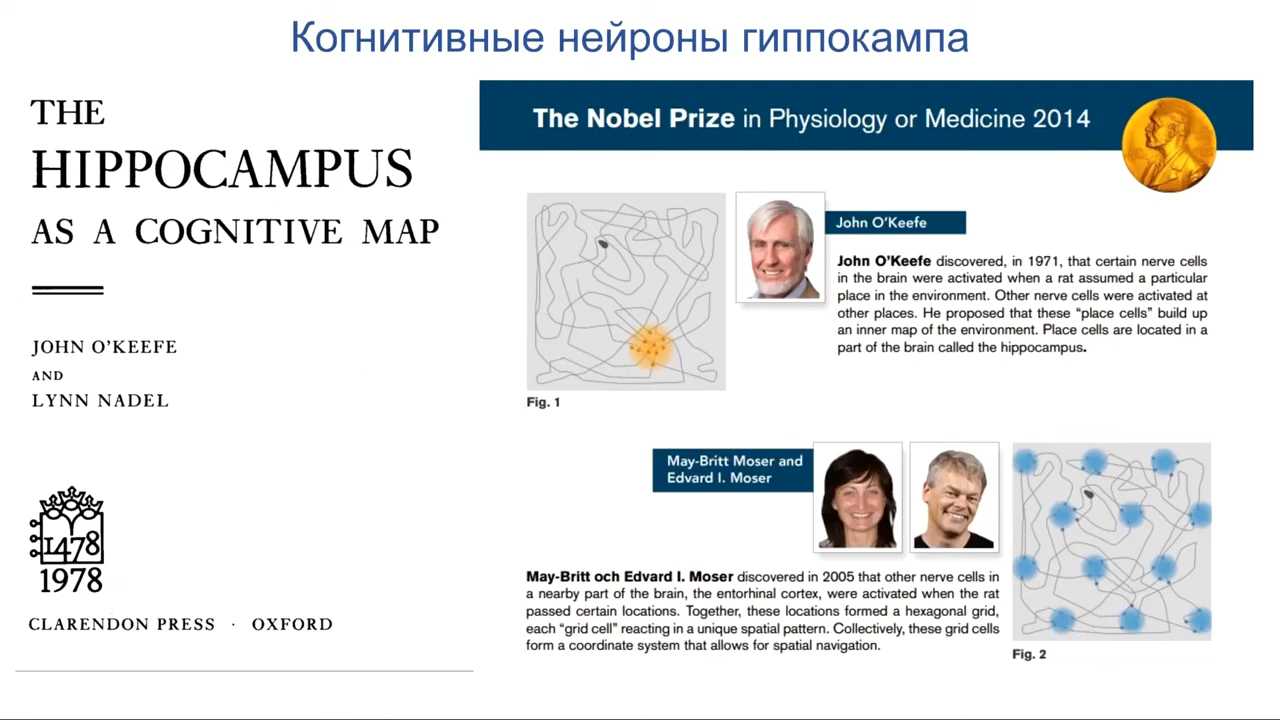 Когнитивные нейроны гиппокампа
THE
HIPPOCAMPUS
AS A COGNITIVE MAP
JOHN O'KEEFE
AND
LYNN NADEL
1478
1978
CLARENDON PRESS · OXFORD
The Nobel Prize in Physiology or Medicine 2014
John O'Keefe
John O'Keefe discovered, in 1971, that certain nerve cells
in the brain were activated when a rat assumed a particular
place in the environment. Other nerve cells were activated at
other places. He proposed that these “place cells” build up
an inner map of the environment. Place cells are located in a
part of the brain called the hippocampus.
Fig. 1
May-Britt Moser and
Edvard I. Moser
May-Britt och Edvard I. Moser discovered in 2005 that other nerve cells in
a nearby part of the brain, the entorhinal cortex, were activated when the rat
passed certain locations. Together, these locations formed a hexagonal grid,
each “grid cell” reacting in a unique spatial pattern. Collectively, these grid cells
form a coordinate system that allows for spatial navigation.
Fig. 2